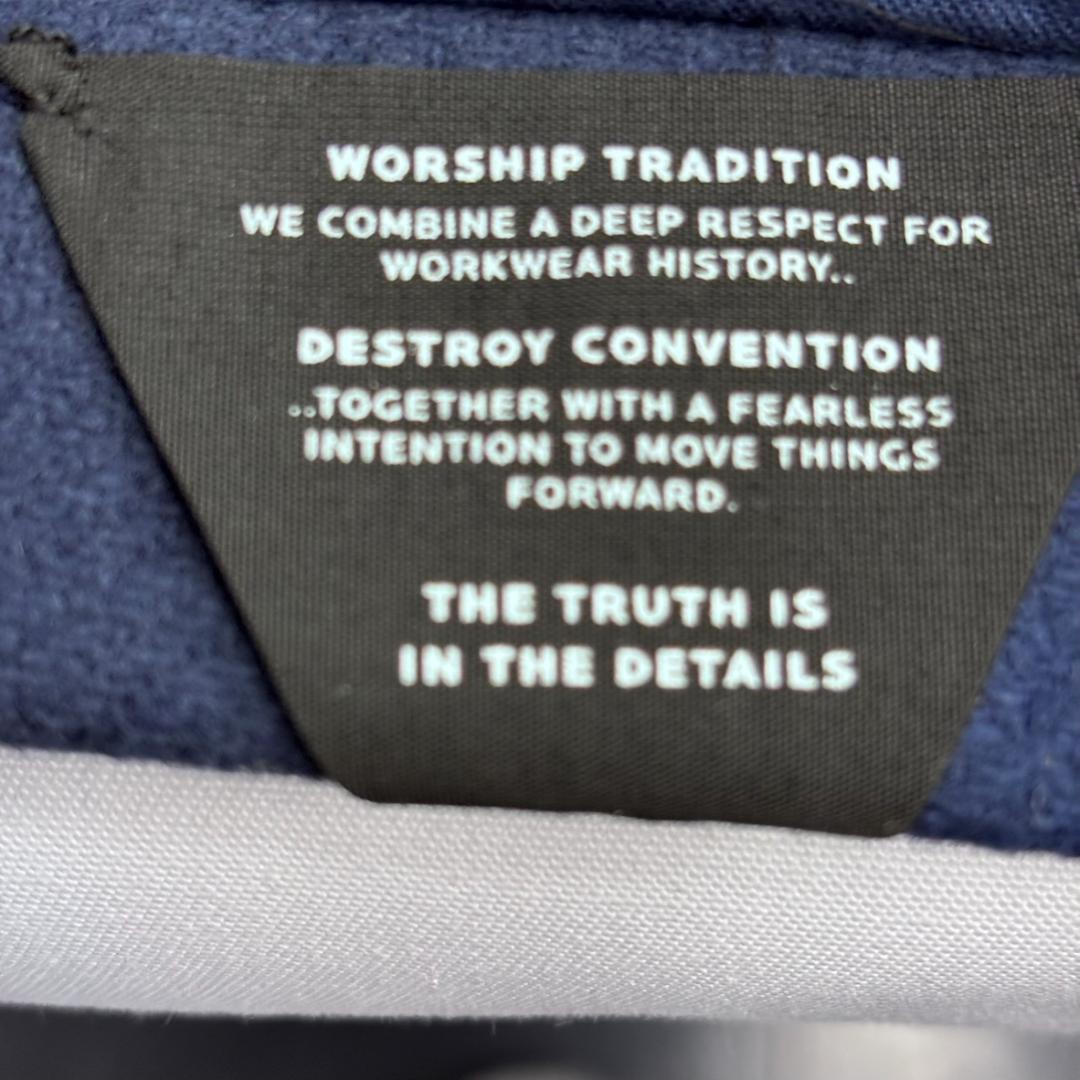 WORSHIP TRADITION
WE COMBINE A DEEP RESPECT FOR
WORKWEAR HISTORY..
DESTROY CONVENTION
..TOGETHER WITH A FEARLESS
INTENTION TO MOVE THINGS
FORWARD.
THE TRUTH IS
IN THE DETAILS